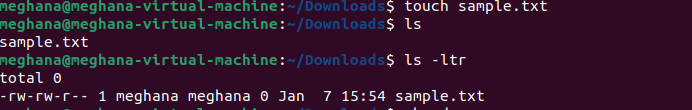 meghana@meghana-virtual-machine:~/Downloads$ touch sample.txt
meghana@meghana-virtual-machine:~/Downloads$ ls
sample.txt
meghana@meghana-virtual-machine:~/Downloads$ ls -ltr
total 0
-rw-rw-r-- 1 meghana meghana 0 Jan  7 15:54 sample.txt